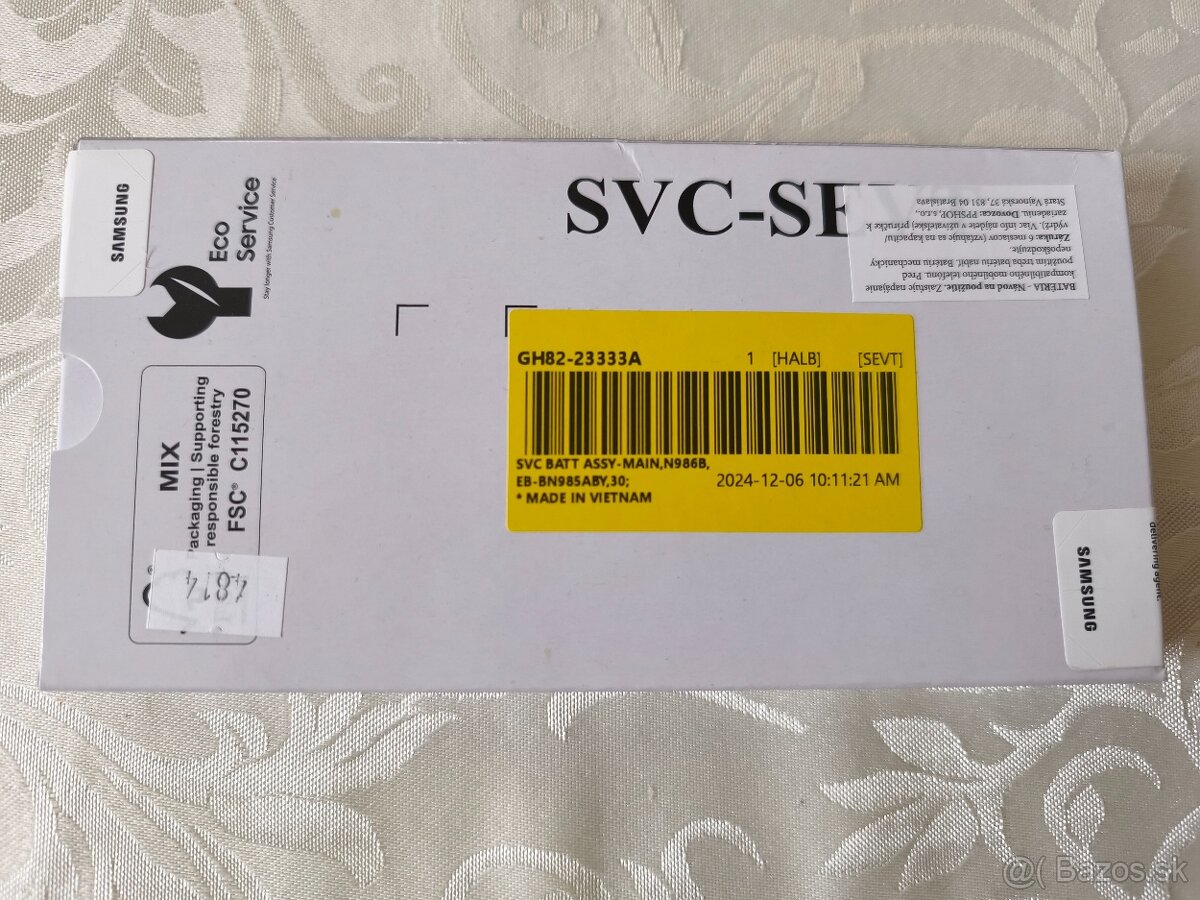 SAMSUNG
Eco
Service
Stay longer with Samsung Customer Service
SVC-SE
BATÉRIA - Návod na použitie. Zaisťuje napájanie
kompatibilného mobilného telefónu. Pred
použitím treba batériu nabiť. Batériu mechanicky
nepoškodzujte.
Záruka: 6 mesiacov (vzťahuje sa na kapacitu/
výdrž). Viac info nájdete v užívateľskej príručke k
zariadeniu. Dovozca: PPSHOP, s.r.o.,
Stará Vajnorská 37, 831 04 Bratislava
GH82-23333A 1 [HALB] [SEVT]
SVC BATT ASSY-MAIN,N986B,
EB-BN985ABY,30;
2024-12-06 10:11:21 AM
* MADE IN VIETNAM
MIX
Packaging | Supporting
responsible forestry
FSC® C115270
4814
SAMSUNG
delivering agent.
@( Bazos.sk